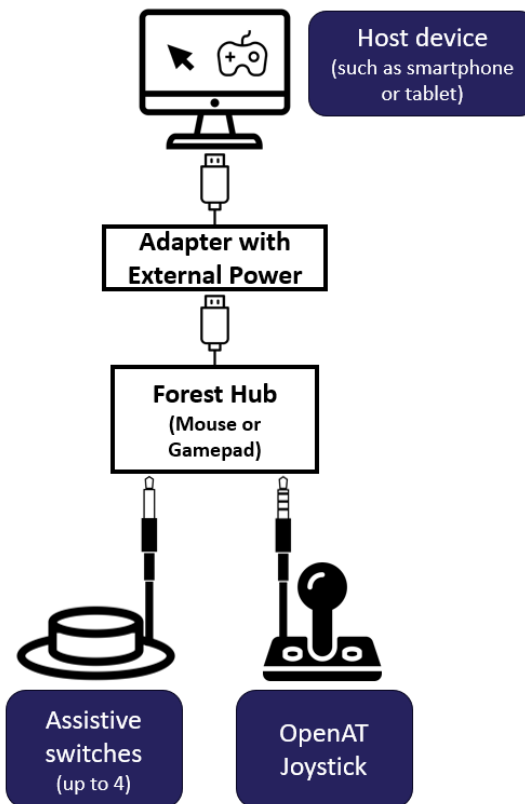 Host device
(such as smartphone
or tablet)
Adapter with
External Power
Forest Hub
(Mouse or
Gamepad)
Assistive
switches
(up to 4)
OpenAT
Joystick